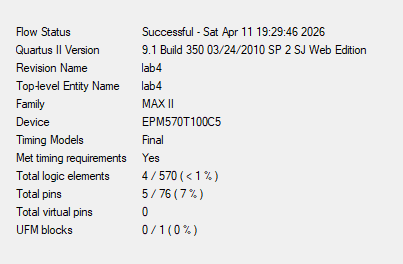 Flow Status Successful - Sat Apr 11 19:29:46 2026
Quartus II Version 9.1 Build 350 03/24/2010 SP 2 SJ Web Edition
Revision Name lab4
Top-level Entity Name lab4
Family MAX II
Device EPM570T100C5
Timing Models Final
Met timing requirements Yes
Total logic elements 4 / 570 ( < 1 % )
Total pins 5 / 76 ( 7 % )
Total virtual pins 0
UFM blocks 0 / 1 ( 0 % )